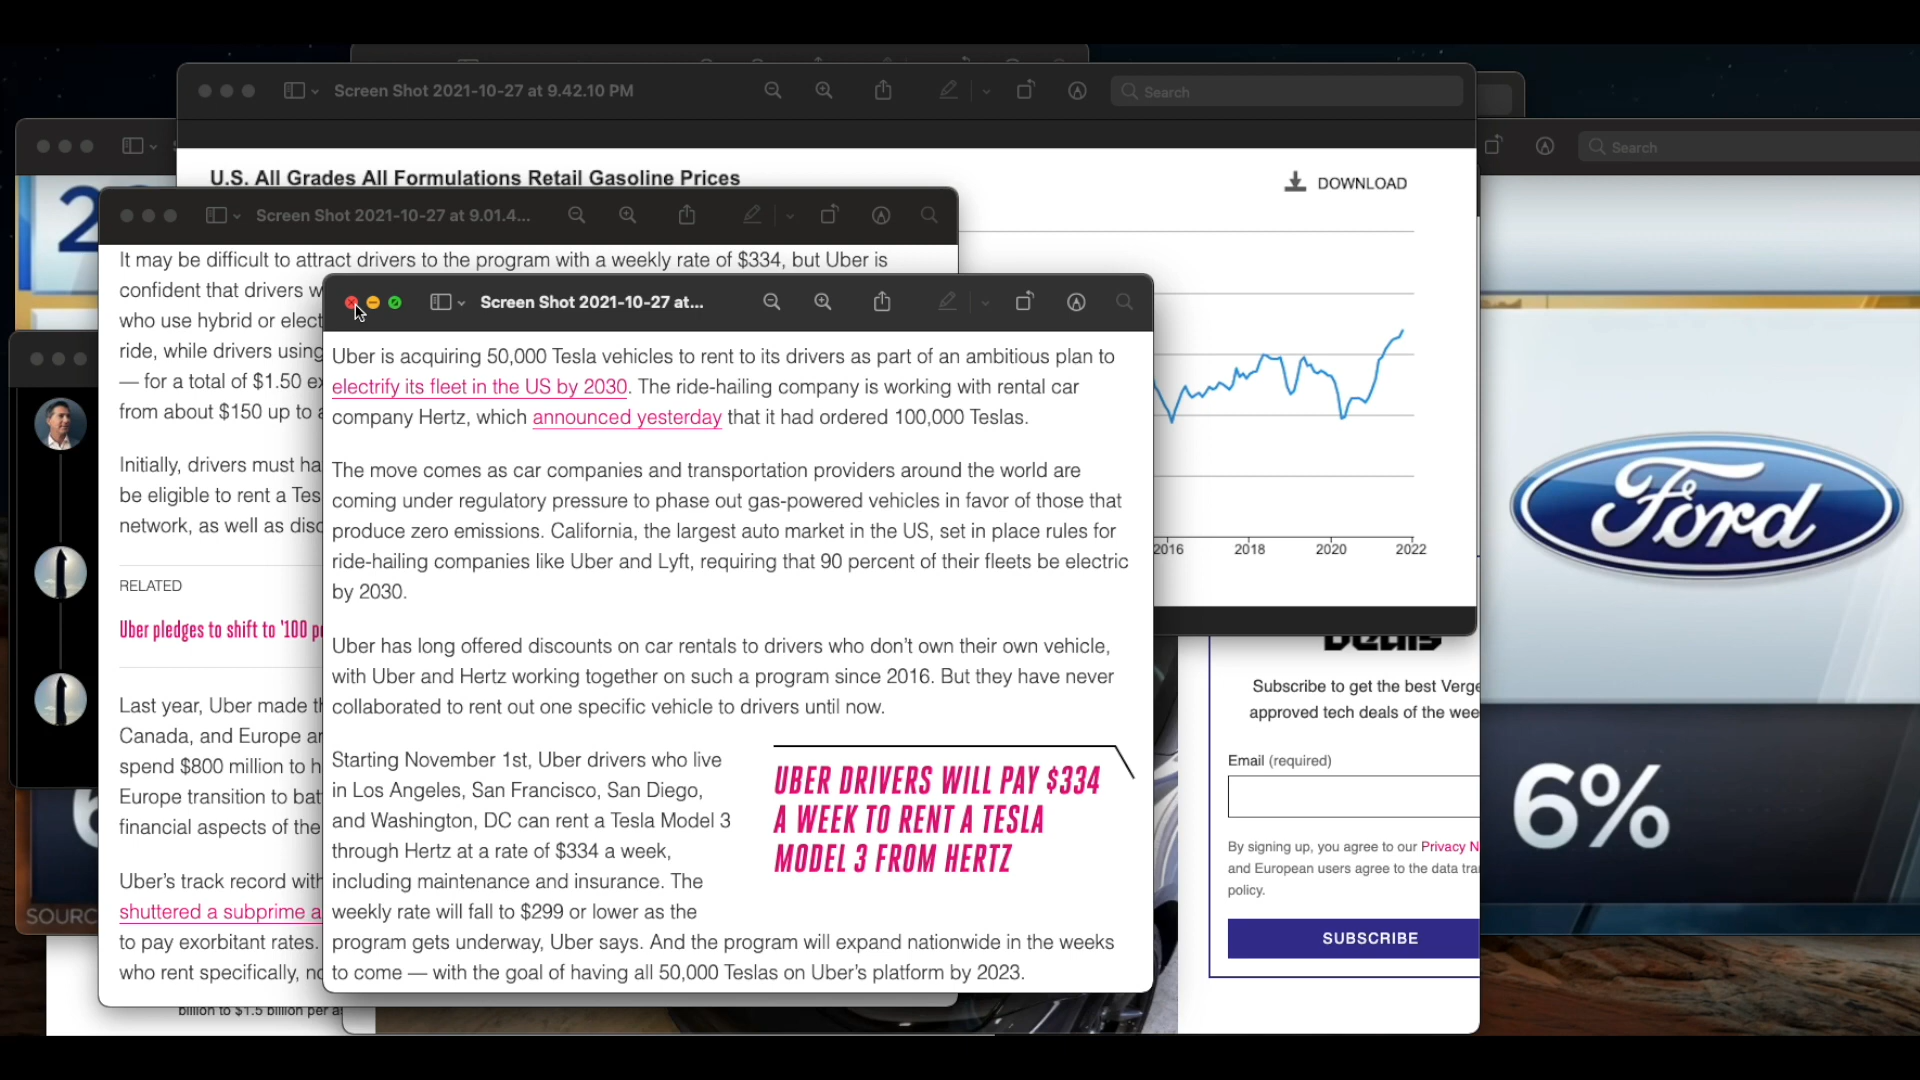 Screen Shot 2021-10-27 at 9.42.10 PM
Search
Search
U.S. All Grades All Formulations Retail Gasoline Prices
DOWNLOAD
2016 2018 2020 2022
Screen Shot 2021-10-27 at 9.01.4...
It may be difficult to attract drivers to the program with a weekly rate of $334, but Uber is
confident that drivers
who use hybrid or elect
ride, while drivers using
— for a total of $1.50
from about $150 up to
Initially, drivers must
be eligible to rent a
network, as well as
RELATED
Uber pledges to shift to '100
Last year, Uber made
Canada, and Europe
spend $800 million to
Europe transition to
financial aspects of the
Uber's track record with
shuttered a subprime
to pay exorbitant rates.
who rent specifically,
billion to $1.5 billion per
Screen Shot 2021-10-27 at...
Uber is acquiring 50,000 Tesla vehicles to rent to its drivers as part of an ambitious plan to
electrify its fleet in the US by 2030. The ride-hailing company is working with rental car
company Hertz, which announced yesterday that it had ordered 100,000 Teslas.
The move comes as car companies and transportation providers around the world are
coming under regulatory pressure to phase out gas-powered vehicles in favor of those that
produce zero emissions. California, the largest auto market in the US, set in place rules for
ride-hailing companies like Uber and Lyft, requiring that 90 percent of their fleets be electric
by 2030.
Uber has long offered discounts on car rentals to drivers who don't own their own vehicle,
with Uber and Hertz working together on such a program since 2016. But they have never
collaborated to rent out one specific vehicle to drivers until now.
Starting November 1st, Uber drivers who live
in Los Angeles, San Francisco, San Diego,
and Washington, DC can rent a Tesla Model 3
through Hertz at a rate of $334 a week,
including maintenance and insurance. The
weekly rate will fall to $299 or lower as the
program gets underway, Uber says. And the program will expand nationwide in the weeks
to come — with the goal of having all 50,000 Teslas on Uber's platform by 2023.
UBER DRIVERS WILL PAY $334
A WEEK TO RENT A TESLA
MODEL 3 FROM HERTZ
Deals
Subscribe to get the best Verge
approved tech deals of the wee
Email (required)
By signing up, you agree to our Privacy N
and European users agree to the data tra
policy.
SUBSCRIBE
Ford
6%
SOURC